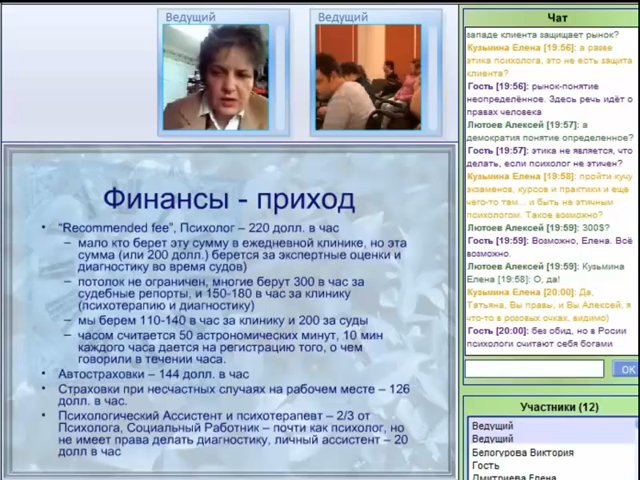 Ведущий
Ведущий
Финансы - приход
• “Recommended fee”, Психолог – 220 долл. в час
– мало кто берет эту сумму в ежедневной клинике, но эта
сумма (или 200 долл.) берется за экспертные оценки и
диагностику во время судов)
– потолок не ограничен, многие берут 300 в час за
судебные репорты, и 150-180 в час за клинику
(психотерапию и диагностику)
– мы берем 110-140 в час за клинику и 200 за суды
– часом считается 50 астрономических минут, 10 мин
каждого часа дается на регистрацию того, о чем
говорили в течении часа.
• Автостраховки – 144 долл. в час
• Страховки при несчастных случаях на рабочем месте – 126
долл. в час.
• Психологический Ассистент и психотерапевт – 2/3 от
Психолога, Социальный Работник – почти как психолог, но
не имеет права делать диагностику, личный ассистент – 20
долл в час
Чат
западе клиента защищает рынок?
Кузьмина Елена [19:56]: а разве
этика психолога, это не есть защита
клиента?
Гость [19:56]: рынок-понятие
неопределённое. Здесь речь идёт о
правах человека
Лютоев Алексей [19:57]: а
демократия понятие определенное?
Гость [19:57]: этика не является, что
делать, если психолог не этичен?
Кузьмина Елена [19:58]: пройти кучу
экзаменов, курсов и практики и еще
чего-то там... и быть не этичным
психологом. Такое возможно?
Лютоев Алексей [19:59]: 300$?
Гость [19:59]: Возможно, Елена. Всё
возможно.
Лютоев Алексей [19:59]: Кузьмина
Елена [19:58]: О, да!
Кузьмина Елена [20:00]: Да,
Татьяна, Вы правы, и Вы Алексей, я
что-то в розовых очках, видимо)
Гость [20:00]: без обид, но в Росии
психологи считают себя богами
ОК
Участники (12)
Ведущий
Ведущий
Белогурова Виктория
Гость
Дмитриева Елена